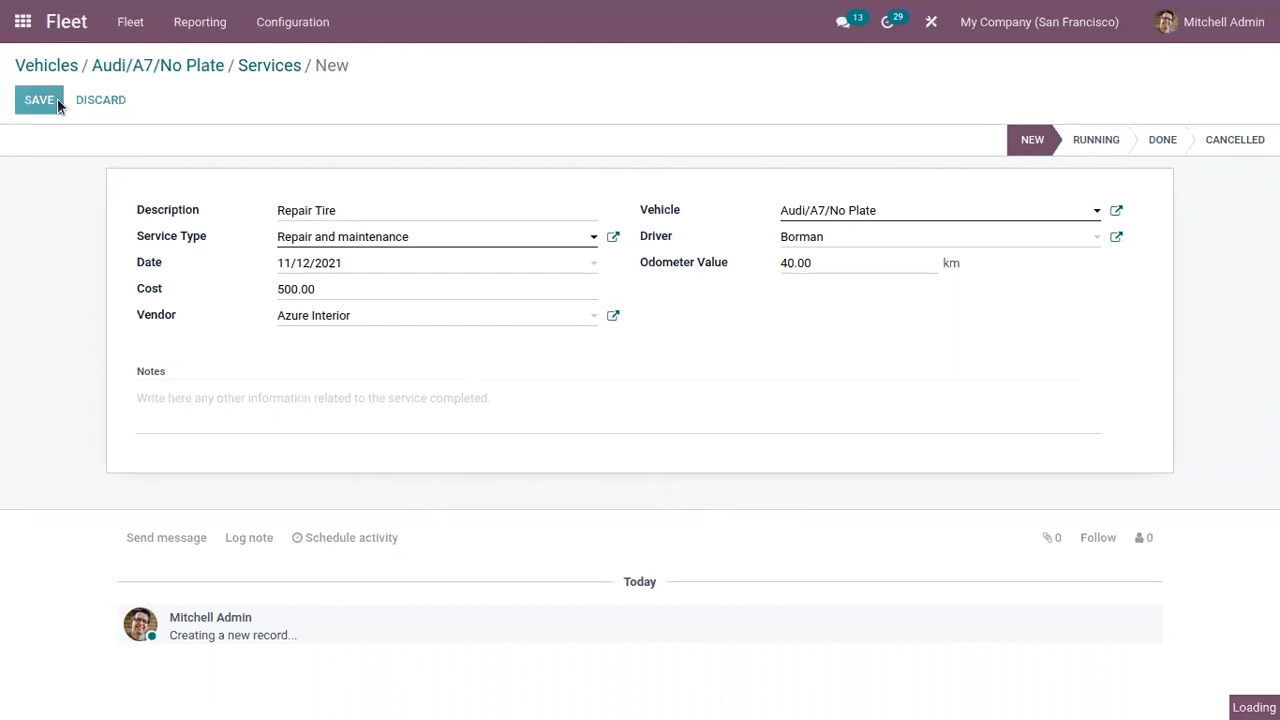 Fleet Fleet Reporting Configuration 13 29 My Company (San Francisco) Mitchell Admin
Vehicles / Audi/A7/No Plate / Services / New
SAVE DISCARD
NEW RUNNING DONE CANCELLED
Description Repair Tire Vehicle Audi/A7/No Plate
Service Type Repair and maintenance Driver Borman
Date 11/12/2021 Odometer Value 40.00 km
Cost 500.00
Vendor Azure Interior
Notes
Write here any other information related to the service completed.
Send message Log note Schedule activity 0 Follow 0
Today
Mitchell Admin
Creating a new record...
Loading